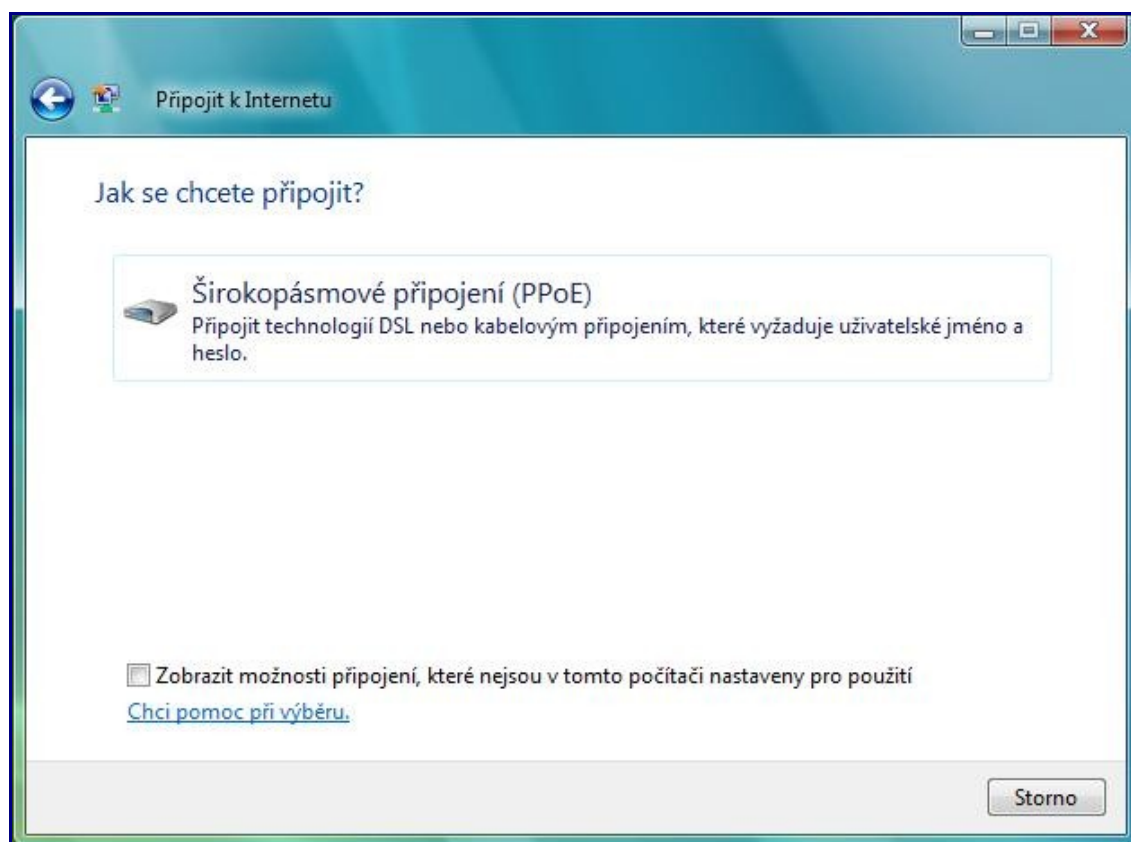 Připojit k Internetu
Jak se chcete připojit?
Širokopásmové připojení (PPoE)
Připojit technologií DSL nebo kabelovým připojením, které vyžaduje uživatelské jméno a
heslo.
Zobrazit možnosti připojení, které nejsou v tomto počítači nastaveny pro použití
Chci pomoc při výběru.
Storno